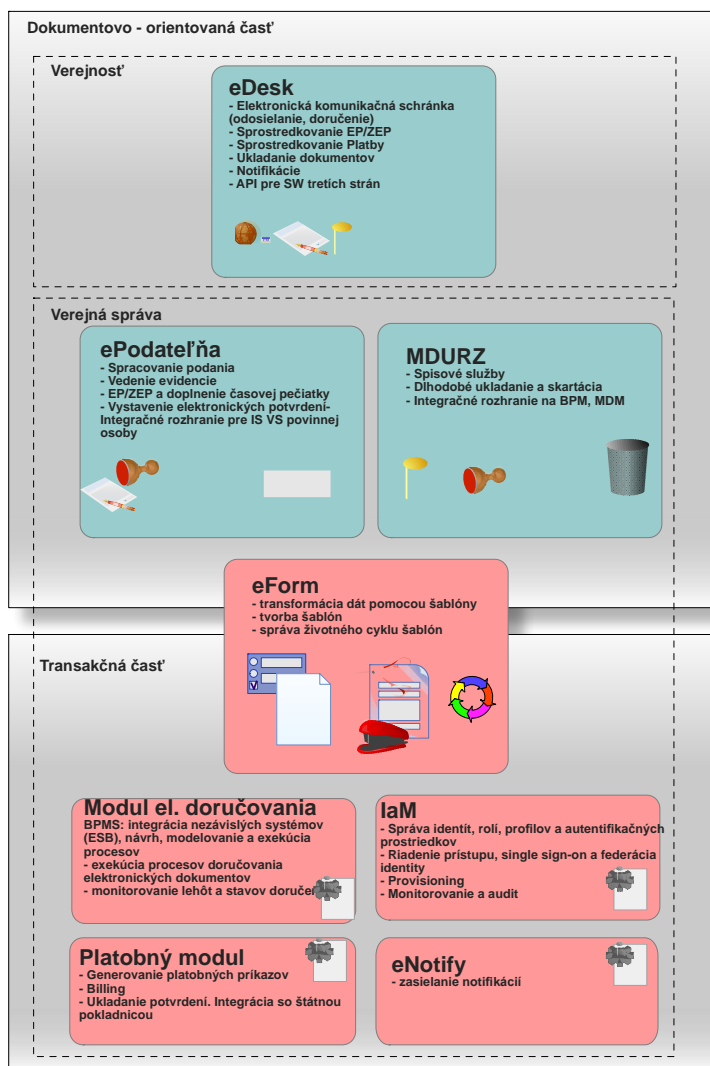 Dokumentovo - orientovaná časť
Verejnosť
eDesk
- Elektronická komunikačná schránka
(odosielanie, doručenie)
- Sprostredkovanie EP/ZEP
- Sprostredkovanie Platby
- Ukladanie dokumentov
- Notifikácie
- API pre SW tretích strán
Verejná správa
ePodateľňa
- Spracovanie podania
- Vedenie evidencie
- EP/ZEP a doplnenie časovej pečiatky
- Vystavenie elektronických potvrdení-
Integračné rozhranie pre IS VS povinnej
osoby
MDURZ
- Spisové služby
- Dlhodobé ukladanie a skartácia
- Integračné rozhranie na BPM, MDM
eForm
- transformácia dát pomocou šablóny
- tvorba šablón
- správa životného cyklu šablón
Transakčná časť
Modul el. doručovania
BPMS: integrácia nezávislých systémov
(ESB), návrh, modelovanie a exekúcia
procesov
- exekúcia procesov doručovania
elektronických dokumentov
- monitorovanie lehôt a stavov
IaM
- Správa identít, rolí, profilov a autentifikačných
prostriedkov
- Riadenie prístupu, single sign-on a federácia
identity
- Provisioning
- Monitorovanie a audit
Platobný modul
- Generovanie platobných príkazov
- Billing
- Ukladanie potvrdení. Integrácia so štátnou
pokladnicou
eNotify
- zasielanie notifikácií